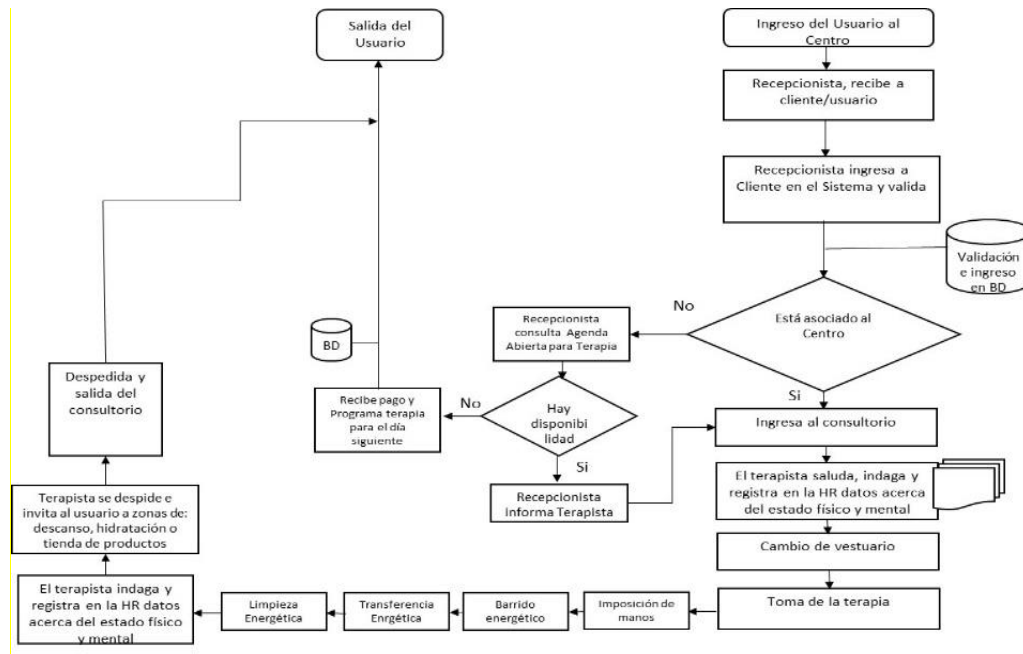 Ingreso del Usuario al
Centro
Recepcionista, recibe a
cliente/usuario
Recepcionista ingresa a
Cliente en el Sistema y valida
Validación
e ingreso
en BD
Está asociado al
Centro
No
Si
Recepcionista
consulta Agenda
Abierta para Terapia
Hay
disponibi
lidad
No
Si
Recibe pago y
Programa terapia
para el día
siguiente
BD
Salida del
Usuario
Recepcionista
Informa Terapista
Ingresa al consultorio
El terapista saluda, indaga y
registra en la HR datos acerca
del estado físico y mental
Cambio de vestuario
Toma de la terapia
Imposición de
manos
Barrido
energético
Transferencia
Enrgética
Limpieza
Energética
El terapista indaga y
registra en la HR datos
acerca del estado físico
y mental
Terapista se despide e
invita al usuario a zonas de:
descanso, hidratación o
tienda de productos
Despedida y
salida del
consultorio